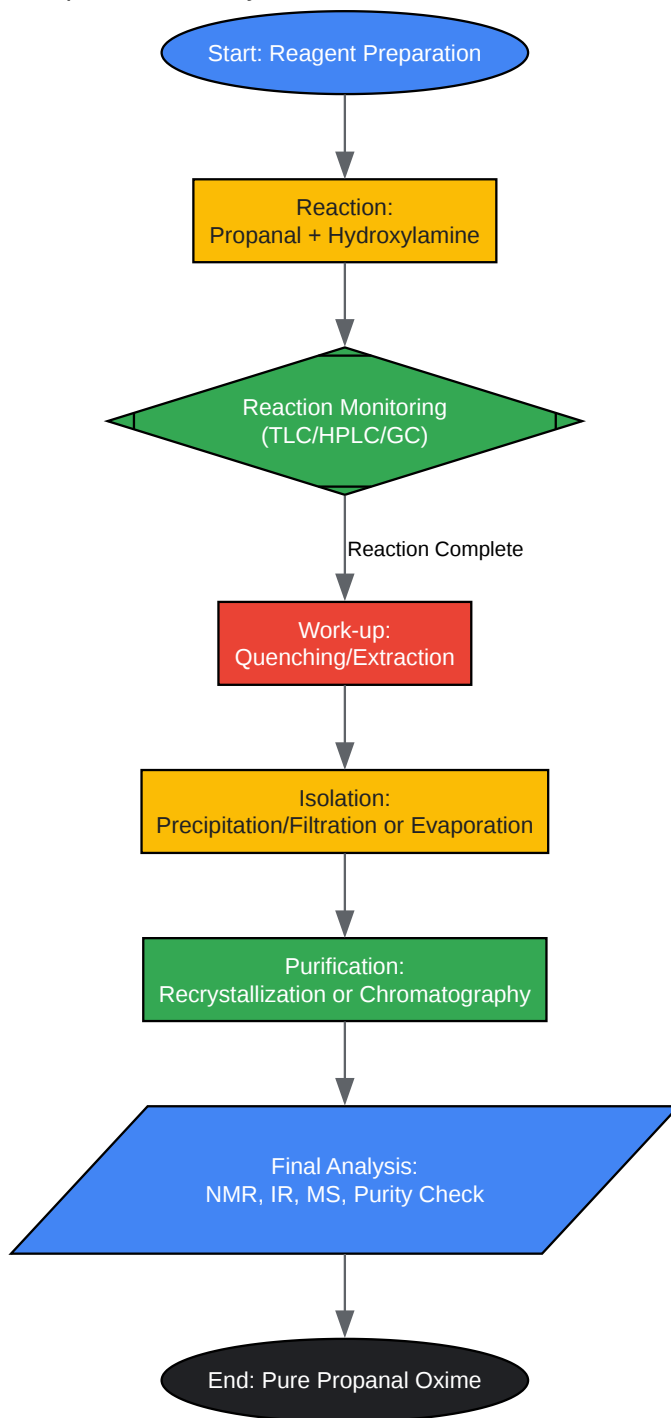 Start: Reagent Preparation
Reaction:
Propanal + Hydroxylamine
Reaction Monitoring
(TLC/HPLC/GC)
Reaction Complete
Work-up:
Quenching/Extraction
Isolation:
Precipitation/Filtration or Evaporation
Purification:
Recrystallization or Chromatography
Final Analysis:
NMR, IR, MS, Purity Check
End: Pure Propanal Oxime